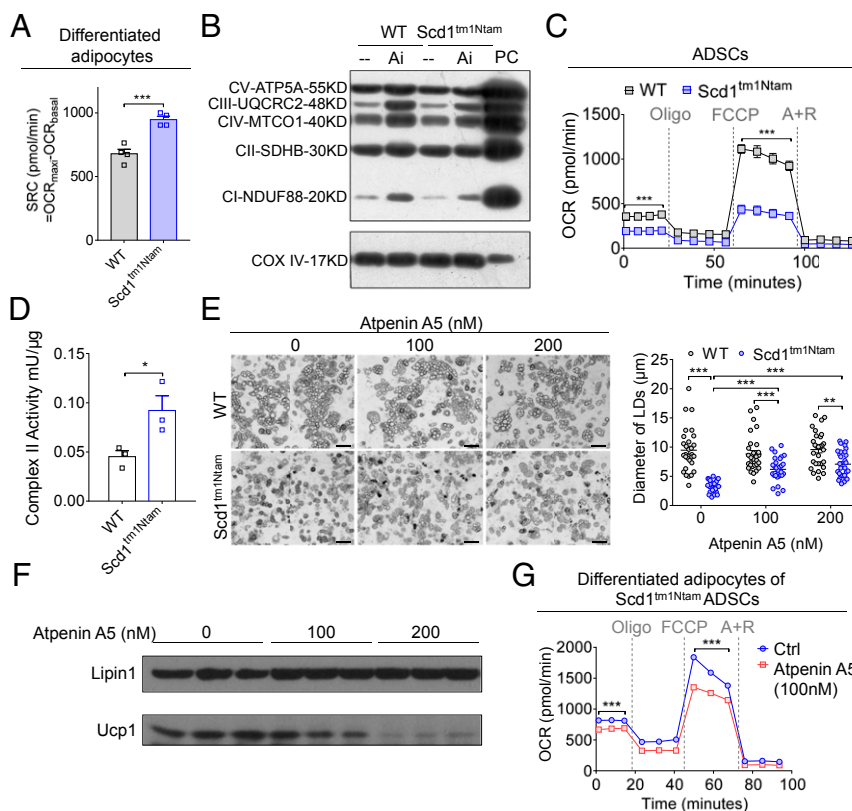 A
Differentiated
adipocytes
***
1000
500
0
SRC (pmol/min)
=OCRmaxi-OCRbasal
WT
Scd1tm1Ntam
B
WT Scd1tm1Ntam
-- Ai -- Ai PC
CV-ATP5A-55KD
CIII-UQCRC2-48KD
CIV-MTCO1-40KD
CII-SDHB-30KD
CI-NDUF88-20KD
COX IV-17KD
C
ADSCs
WT Scd1tm1Ntam
Oligo FCCP A+R
1500
1000
500
0
OCR (pmol/min)
***
***
0 50 100
Time (minutes)
D
0.15
0.10
0.05
0.00
Complex II Activity mU/µg
*
WT
Scd1tm1Ntam
E
Atpenin A5 (nM)
0 100 200
WT
Scd1tm1Ntam
WT Scd1tm1Ntam
25
20
15
10
5
0
Diameter of LDs (µm)
***
***
***
***
**
0 100 200
Atpenin A5 (nM)
F
Atpenin A5 (nM) 0 100 200
Lipin1
Ucp1
G
Differentiated adipocytes of
Scd1tm1Ntam ADSCs
Oligo FCCP A+R
Ctrl
Atpenin A5
(100nM)
2000
1500
1000
500
0
OCR (pmol/min)
***
***
0 20 40 60 80 100
Time (minutes)